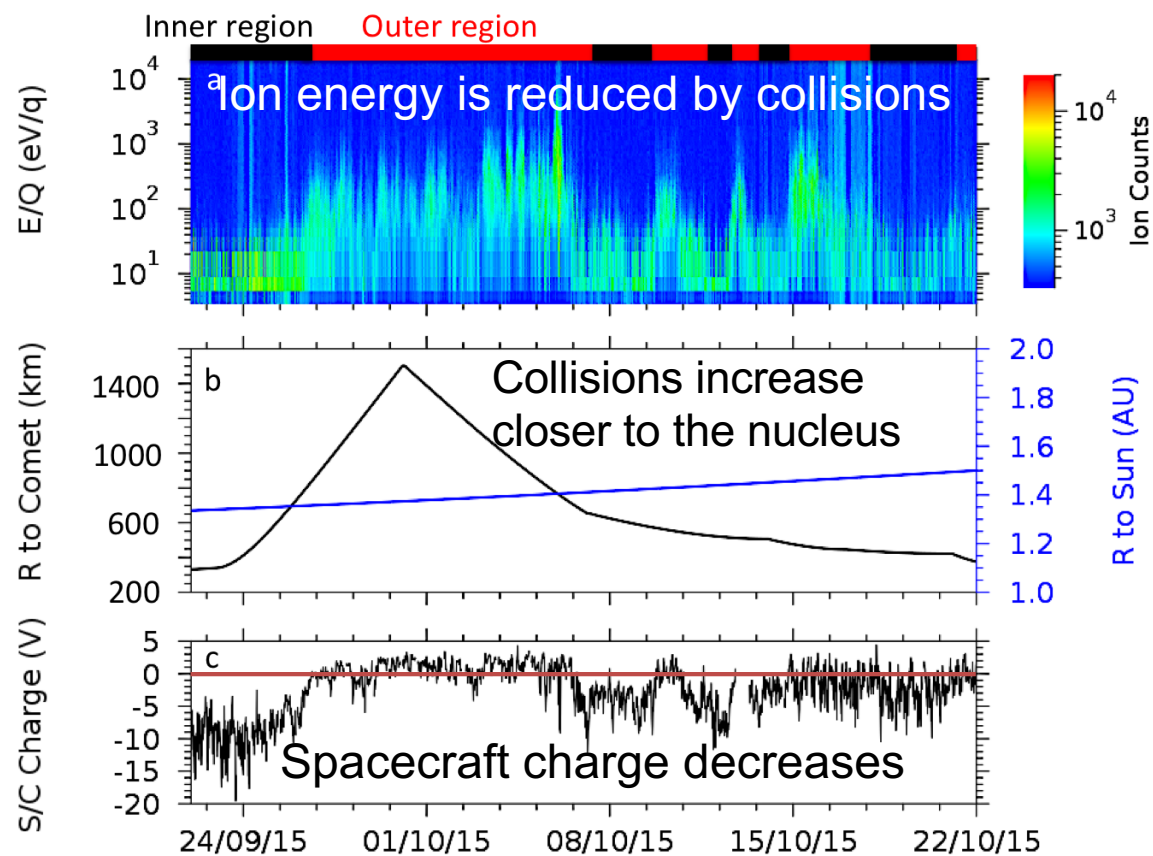 Inner region Outer region
a
Ion energy is reduced by collisions
E/Q (eV/q)
10⁴
10³
10²
10¹
10⁴
10³
Ion Counts
b
Collisions increase
closer to the nucleus
R to Comet (km)
1400
1000
600
200
2.0
1.8
1.6
1.4
1.2
1.0
R to Sun (AU)
c
Spacecraft charge decreases
S/C Charge (V)
5
0
-5
-10
-15
-20
24/09/15 01/10/15 08/10/15 15/10/15 22/10/15